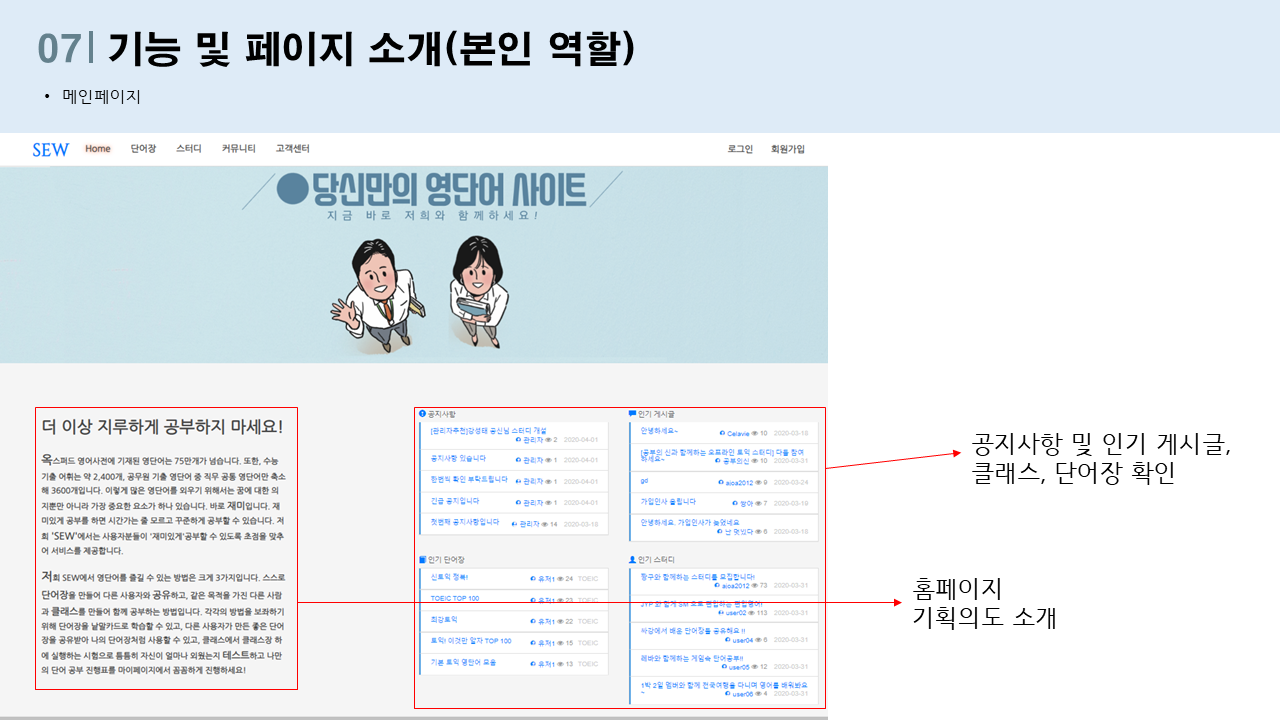 07| 기능 및 페이지 소개(본인 역할)
• 메인페이지
SEW Home 단어장 스터디 커뮤니티 고객센터 로그인 회원가입
당신만의 영단어 사이트
지금 바로 저희와 함께하세요!
더 이상 지루하게 공부하지 마세요!
옥스퍼드 영어사전에 기재된 영단어는 75만개가 넘습니다. 또한, 수능
기출 어휘는 약 2,400개, 공무원 기출 영단어 중 직무 공통 영단어만 축소
해 3600개입니다. 이렇게 많은 영단어를 외우기 위해서는 꿈에 대한 의
지뿐만 아니라 가장 중요한 요소가 하나 있습니다. 바로 재미입니다. 재
미있게 공부를 하면 시간가는 줄 모르고 꾸준하게 공부할 수 있습니다. 저
희 'SEW'에서는 사용자분들이 '재미있게'공부할 수 있도록 초점을 맞추
어 서비스를 제공합니다.
저희 SEW에서 영단어를 즐길 수 있는 방법은 크게 3가지입니다. 스스로
단어장을 만들어 다른 사용자와 공유하고, 같은 목적을 가진 다른 사람
과 클래스를 만들어 함께 공부하는 방법입니다. 각각의 방법을 보좌하기
위해 단어장을 낱말카드로 학습할 수 있고, 다른 사용자가 만든 좋은 단어
장을 공유받아 나의 단어장처럼 사용할 수 있고, 클래스에서 클래스장 하
에 실행하는 시험으로 틈틈히 자신이 얼마나 외웠는지 테스트하고 나만
의 단어 공부 진행표를 마이페이지에서 꼼꼼하게 진행하세요!
공지사항
[관리자추천]강성태 공신님 스터디 개설
관리자 2 2020-04-01
공지사항 있습니다 관리자 1 2020-04-01
한번씩 확인 부탁드립니다 관리자 1 2020-04-01
긴급 공지입니다 관리자 1 2020-04-01
첫번째 공지사항입니다 관리자 14 2020-03-18
인기 게시글
안녕하세요~ Celavie 10 2020-03-18
[공부의 신과 함께하는 오프라인 토익 스터디] 다들 참여
하세요~ 공부의신 10 2020-03-31
gd aioa2012 9 2020-03-24
가입인사 올립니다 쌍아 7 2020-03-19
안녕하세요. 가입인사가 늦었네요
난 멋있다 6 2020-03-18
인기 단어장
신토익 정복! 유저1 24 TOEIC
TOEIC TOP 100 유저1 23 TOEIC
최강토익 유저1 22 TOEIC
토익! 이것만 알자 TOP 100 유저1 15 TOEIC
기본 토익 영단어 모음 유저1 13 TOEIC
인기 스터디
짱구와 함께하는 스터디를 모집합니다!
aioa2012 73 2020-03-31
JYP 와 함께 SM 으로 편입하는 편입영어!
user02 113 2020-03-31
학강에서 배운 단어장을 공유해요 !!
user04 6 2020-03-31
레바와 함께하는 게임속 단어공부!!
user05 12 2020-03-31
1박 2일 멤버와 함께 전국여행을 다니며 영어를 배워봐요
~ user06 4 2020-03-31
공지사항 및 인기 게시글,
클래스, 단어장 확인
홈페이지
기획의도 소개